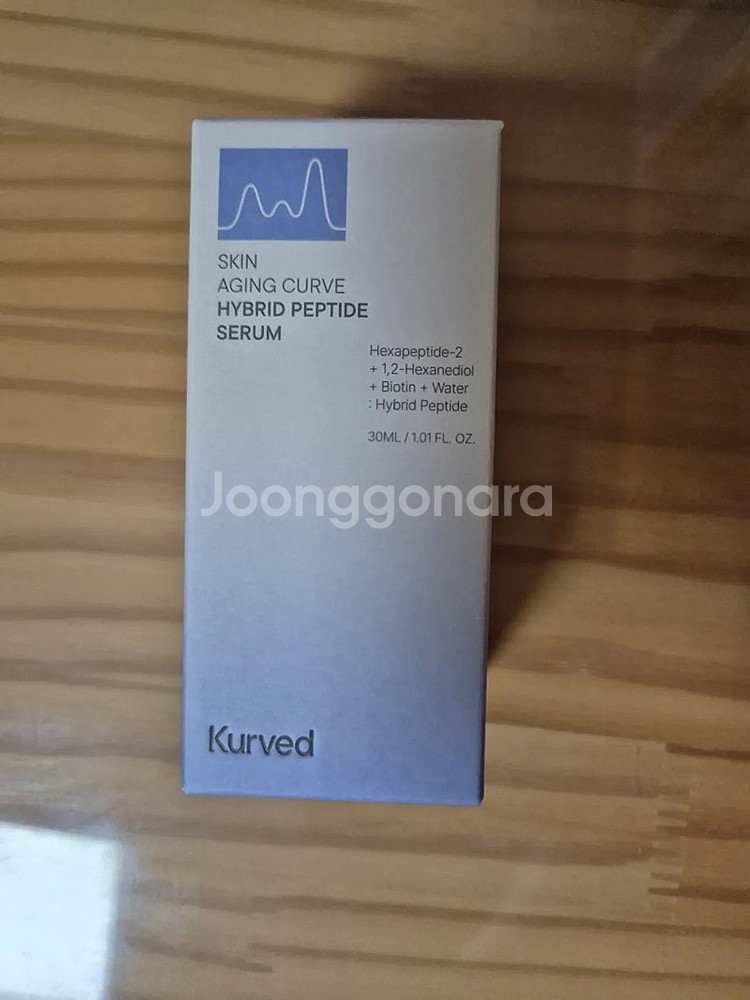 SKIN
AGING CURVE
HYBRID PEPTIDE
SERUM
Hexapeptide-2
+ 1,2-Hexanediol
+ Biotin + Water
: Hybrid Peptide
30ML / 1.01 FL. OZ.
Joonggonara
Kurved